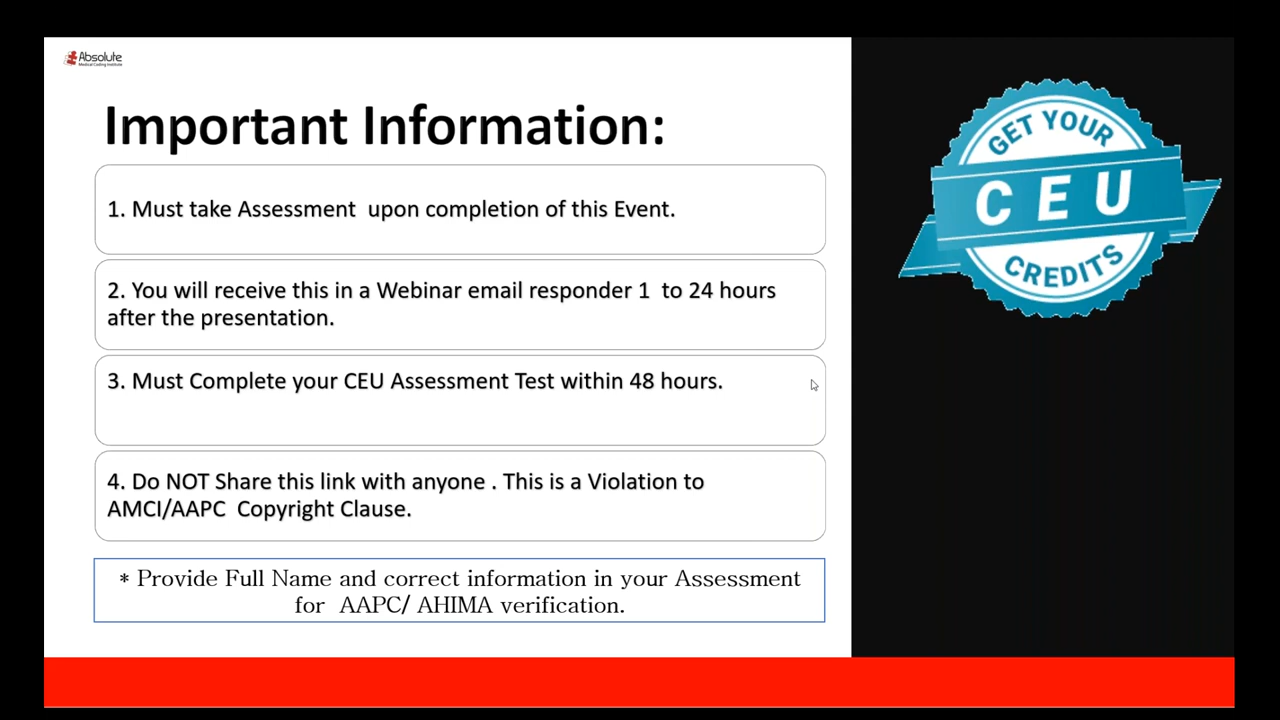 Absolute
Medical Coding Institute
Important Information:
1. Must take Assessment upon completion of this Event.
2. You will receive this in a Webinar email responder 1 to 24 hours
after the presentation.
3. Must Complete your CEU Assessment Test within 48 hours.
4. Do NOT Share this link with anyone . This is a Violation to
AMCI/AAPC Copyright Clause.
* Provide Full Name and correct information in your Assessment
for AAPC/ AHIMA verification.
GET YOUR
CEU
CREDITS